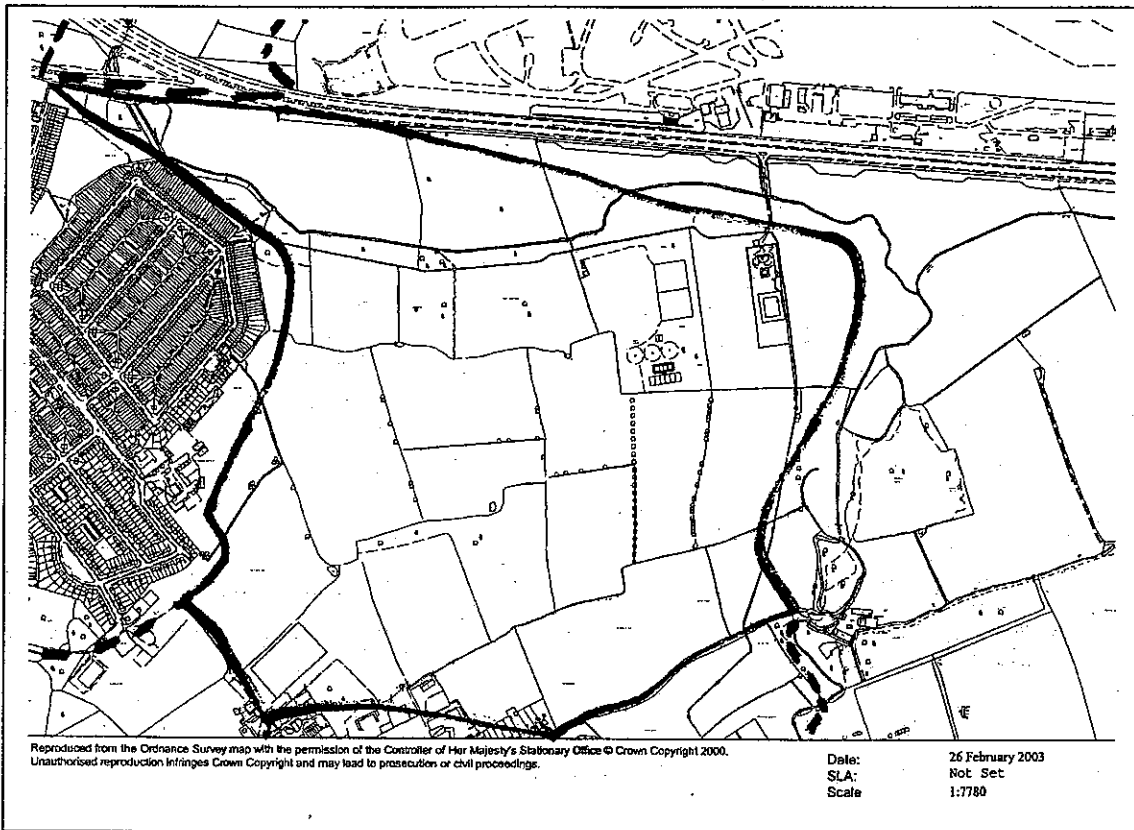 Reproduced from the Ordnance Survey map with the permission of the Controller of Her Majesty's Stationary Office © Crown Copyright 2000.
Unauthorised reproduction infringes Crown Copyright and may lead to prosecution or civil proceedings.
Date: 26 February 2003
SLA: Not Set
Scale 1:7780